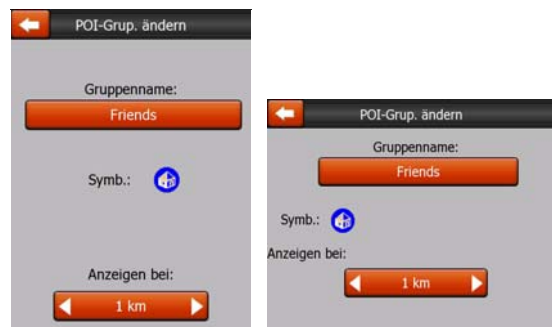 POI-Grup. ändern
Gruppenname:
Friends
Symb.:
Anzeigen bei:
1 km
POI-Grup. ändern
Gruppenname:
Friends
Symb.:
Anzeigen bei:
1 km